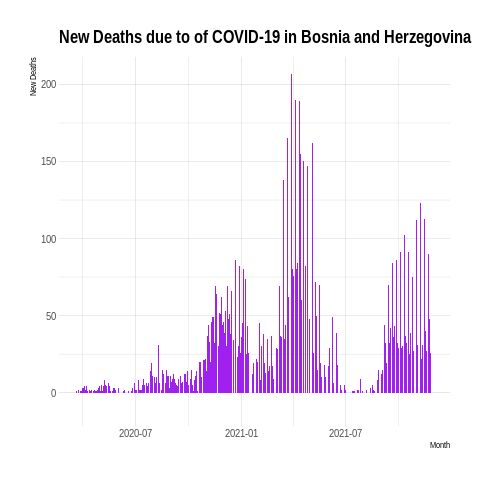 New Deaths due to of COVID-19 in Bosnia and Herzegovina
New Deaths
200
150
100
50
0
2020-07 2021-01 2021-07
Month